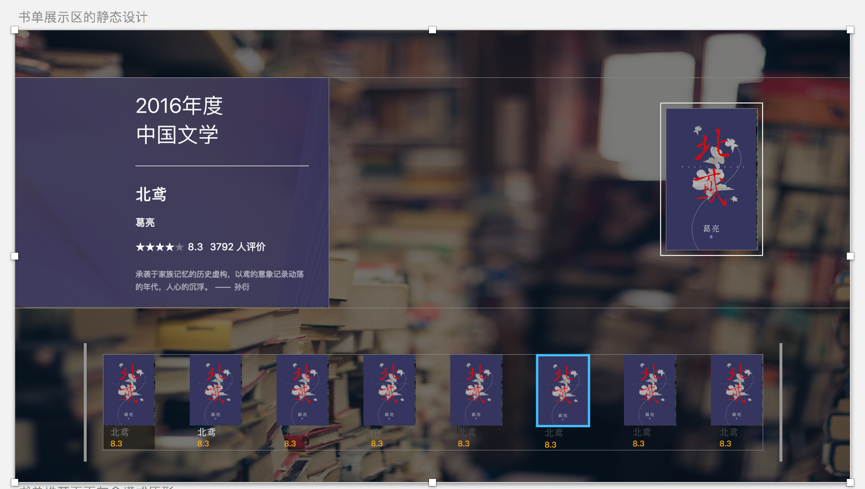 书单展示区的静态设计
2016年度
中国文学
北鸢
葛亮
★★★★★ 8.3 3792 人评价
承袭于家族记忆的历史虚构，以鸢的意象记录动荡
的年代，人心的沉浮。 —— 孙衍
北鸢
葛亮
北鸢
8.3
北鸢
8.3
8.3
8.3
北鸢
8.3
北鸢
8.3
北鸢
8.3
北鸢
8.3